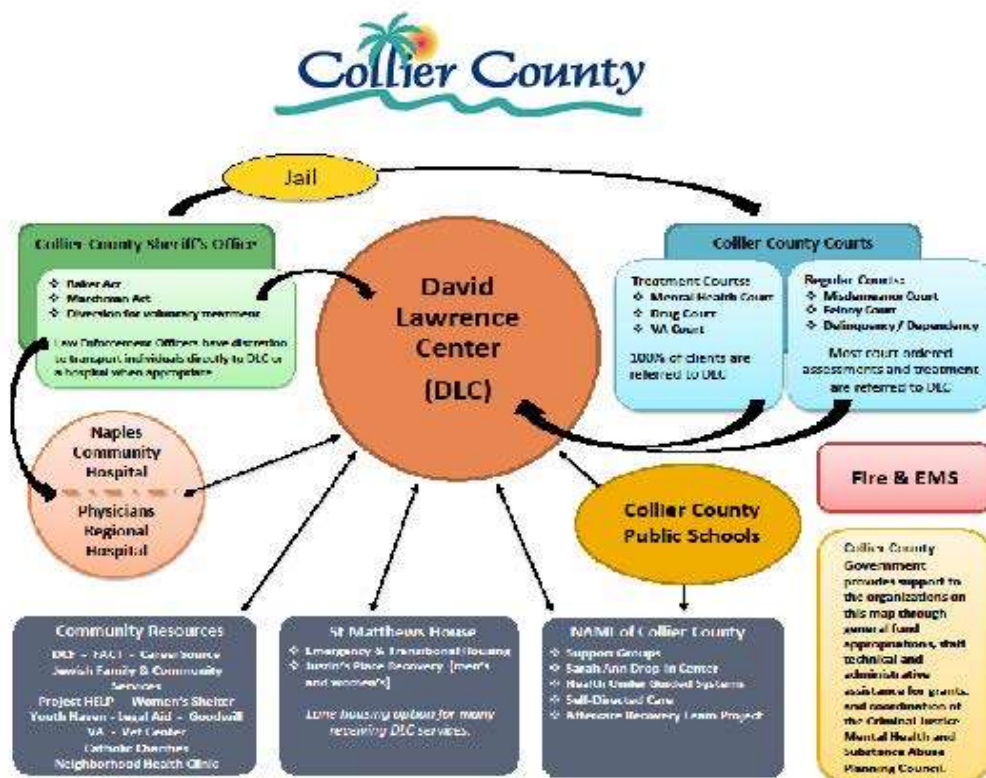 Collier County
Jail
Collier County Sheriff's Office
❖ Baker Act
❖ Marchman Act
❖ Diversion for voluntary treatment
Law Enforcement Officers have discretion
to transport individuals directly to DLC or
a hospital when appropriate
David
Lawrence
Center
(DLC)
Collier County Courts
Treatment Courts:
❖ Mental Health Court
❖ Drug Court
❖ VA Court
100% of clients are
referred to DLC
Regular Courts:
❖ Misdemeanor Court
❖ Felony Court
❖ Delinquency / Dependency
Most court ordered
assessments and treatment
are referred to DLC
Naples
Community
Hospital
Physicians
Regional
Hospital
Collier County
Public Schools
Fire & EMS
Collier County
Government
provides support to
the organizations on
this map through
general fund
appropriations, staff
technical and
administrative
assistance for grants,
and coordination of
the Criminal Justice
Mental Health and
Substance Abuse
Planning Council.
Community Resources
DCF - FACT - Career Source
Jewish Family & Community
Services
Project HELP - Women's Shelter
Youth Haven - Legal Aid - Goodwill
VA - Vet Center
Catholic Charities
Neighborhood Health Clinic
St Matthews House
❖ Emergency & Transitional Housing
❖ Justin's Place Recovery (men's
and women's)
housing option for many
receiving DLC services.
NAMI of Collier County
❖ Support Groups
❖ Sarah Ann Drop-In Center
❖ Health Under Guided Systems
❖ Self-Directed Care
❖ Recovery Team Project